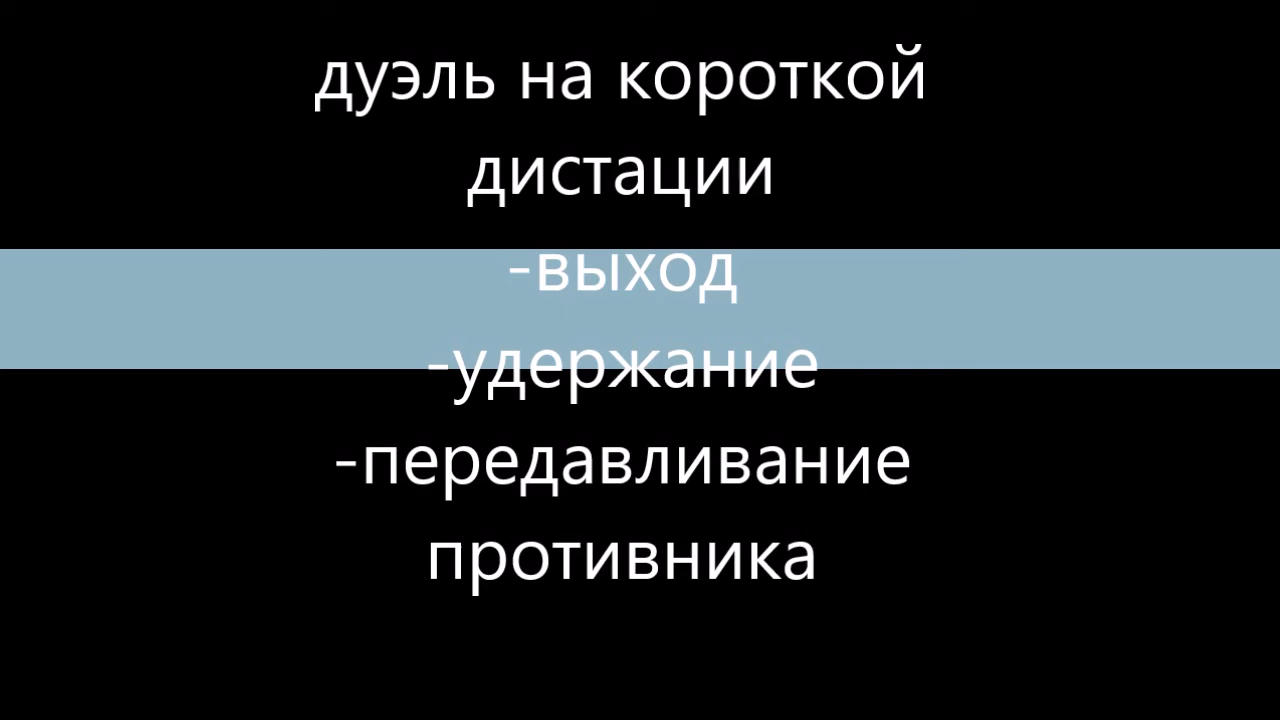 дуэль на короткой
дистации
-выход
-удержание
-передавливание
противника